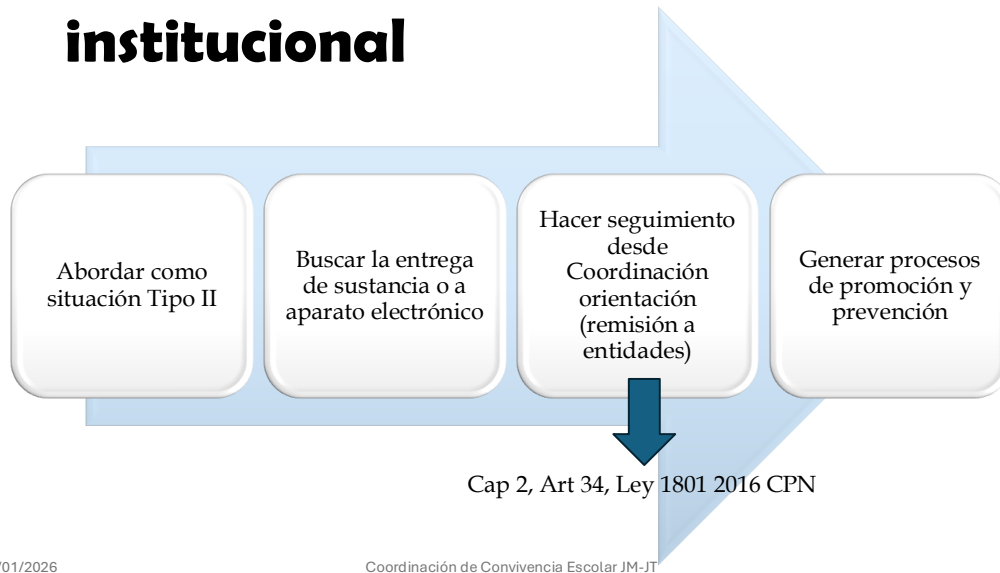 institucional
Abordar como
situación Tipo II
Buscar la entrega
de sustancia o a
aparato electrónico
Hacer seguimiento
desde
Coordinación
orientación
(remisión a
entidades)
Generar procesos
de promoción y
prevención
Cap 2, Art 34, Ley 1801 2016 CPN
/01/2026
Coordinación de Convivencia Escolar JM-JT